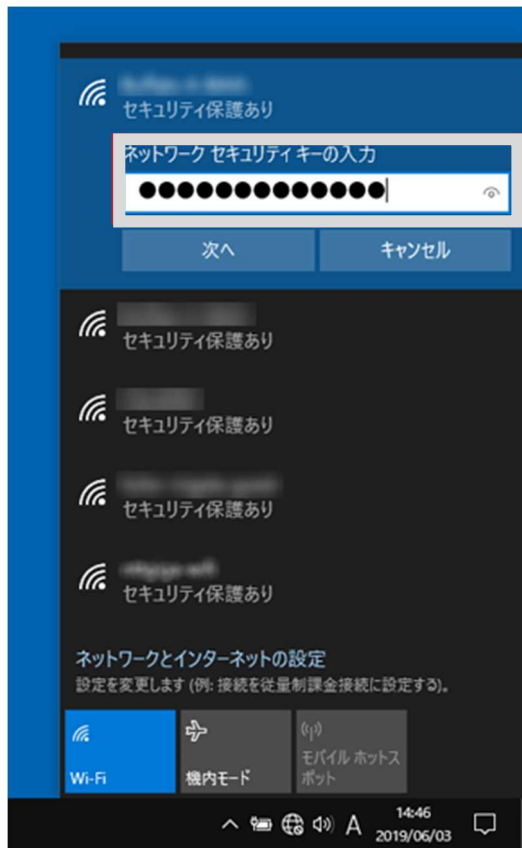 セキュリティ保護あり
ネットワーク セキュリティ キーの入力
●●●●●●●●●●●●●
次へ
キャンセル
セキュリティ保護あり
セキュリティ保護あり
セキュリティ保護あり
セキュリティ保護あり
ネットワークとインターネットの設定
設定を変更します (例: 接続を従量制課金接続に設定する)。
Wi-Fi
機内モード
モバイル ホットス
ポット
A
14:46
2019/06/03